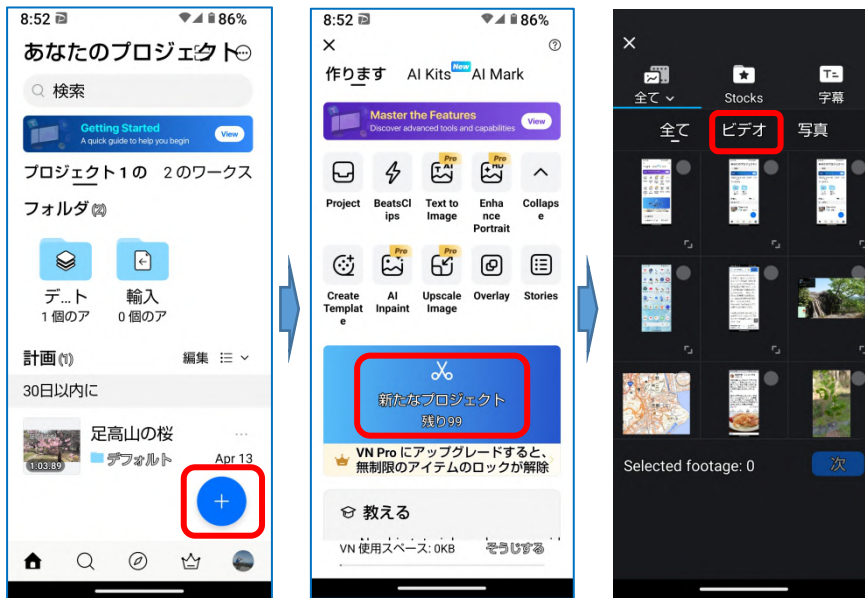 8:52 86%
あなたのプロジェクト
検索
Getting Started
A quick guide to help you begin
View
プロジェクト1の 2のワークス
フォルダ(2)
デ...ト 輸入
1個のア 0個のア
計画(1) 編集
30日以内に
足高山の桜
1:03.89 デフォルト Apr 13
8:52 86%
作ります AI Kits New AI Mark
Master the Features
Discover advanced tools and capabilities
View
Pro Pro
Project BeatsCl Text to Enha Collaps
ips Image nce e
Portrait
Pro Pro
Create AI Upscale Overlay Stories
Templat Inpaint Image
e
新たなプロジェクト
残り99
VN Pro にアップグレードすると、
無制限のアイテムのロックが解除
教える
VN 使用スペース: 0KB そうじする
全て Stocks 字幕
全て ビデオ 写真
Selected footage: 0 次